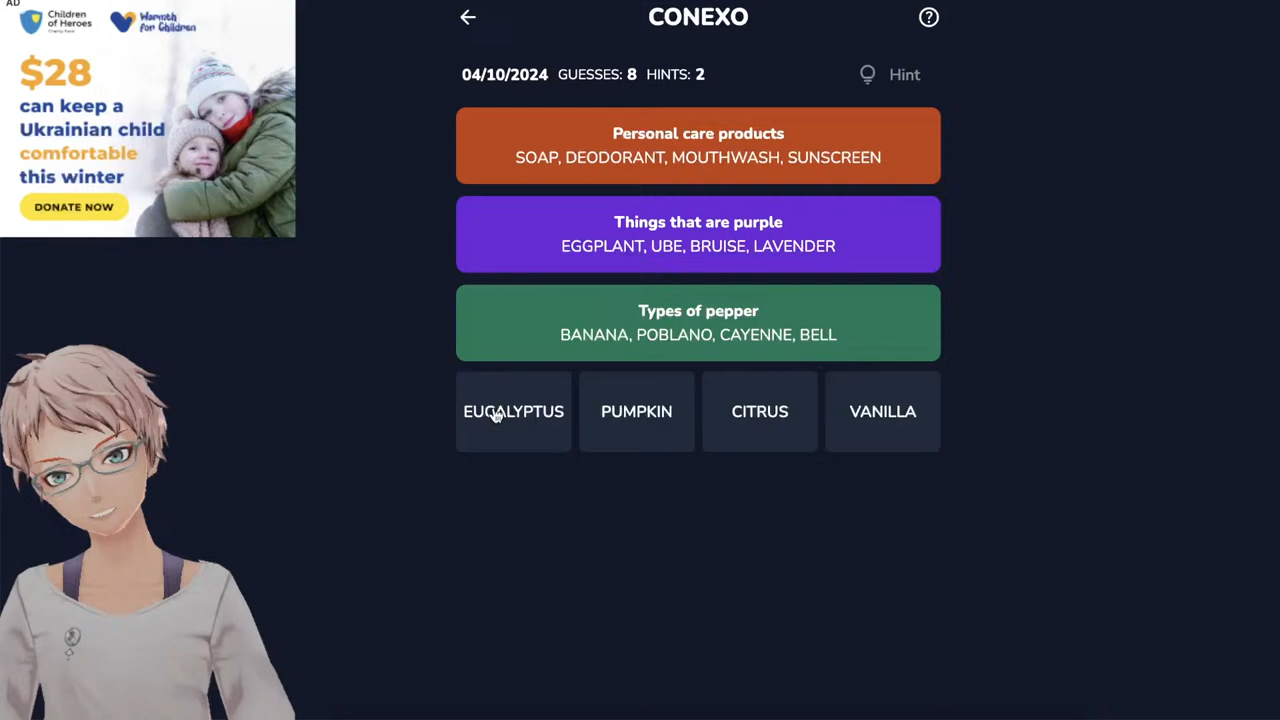 AD
Children of Heroes
Charity Fund
Warmth for Children
$28
can keep a
Ukrainian child
comfortable
this winter
DONATE NOW
CONEXO
04/10/2024 GUESSES: 8 HINTS: 2
Hint
Personal care products
SOAP, DEODORANT, MOUTHWASH, SUNSCREEN
Things that are purple
EGGPLANT, UBE, BRUISE, LAVENDER
Types of pepper
BANANA, POBLANO, CAYENNE, BELL
EUCALYPTUS PUMPKIN CITRUS VANILLA